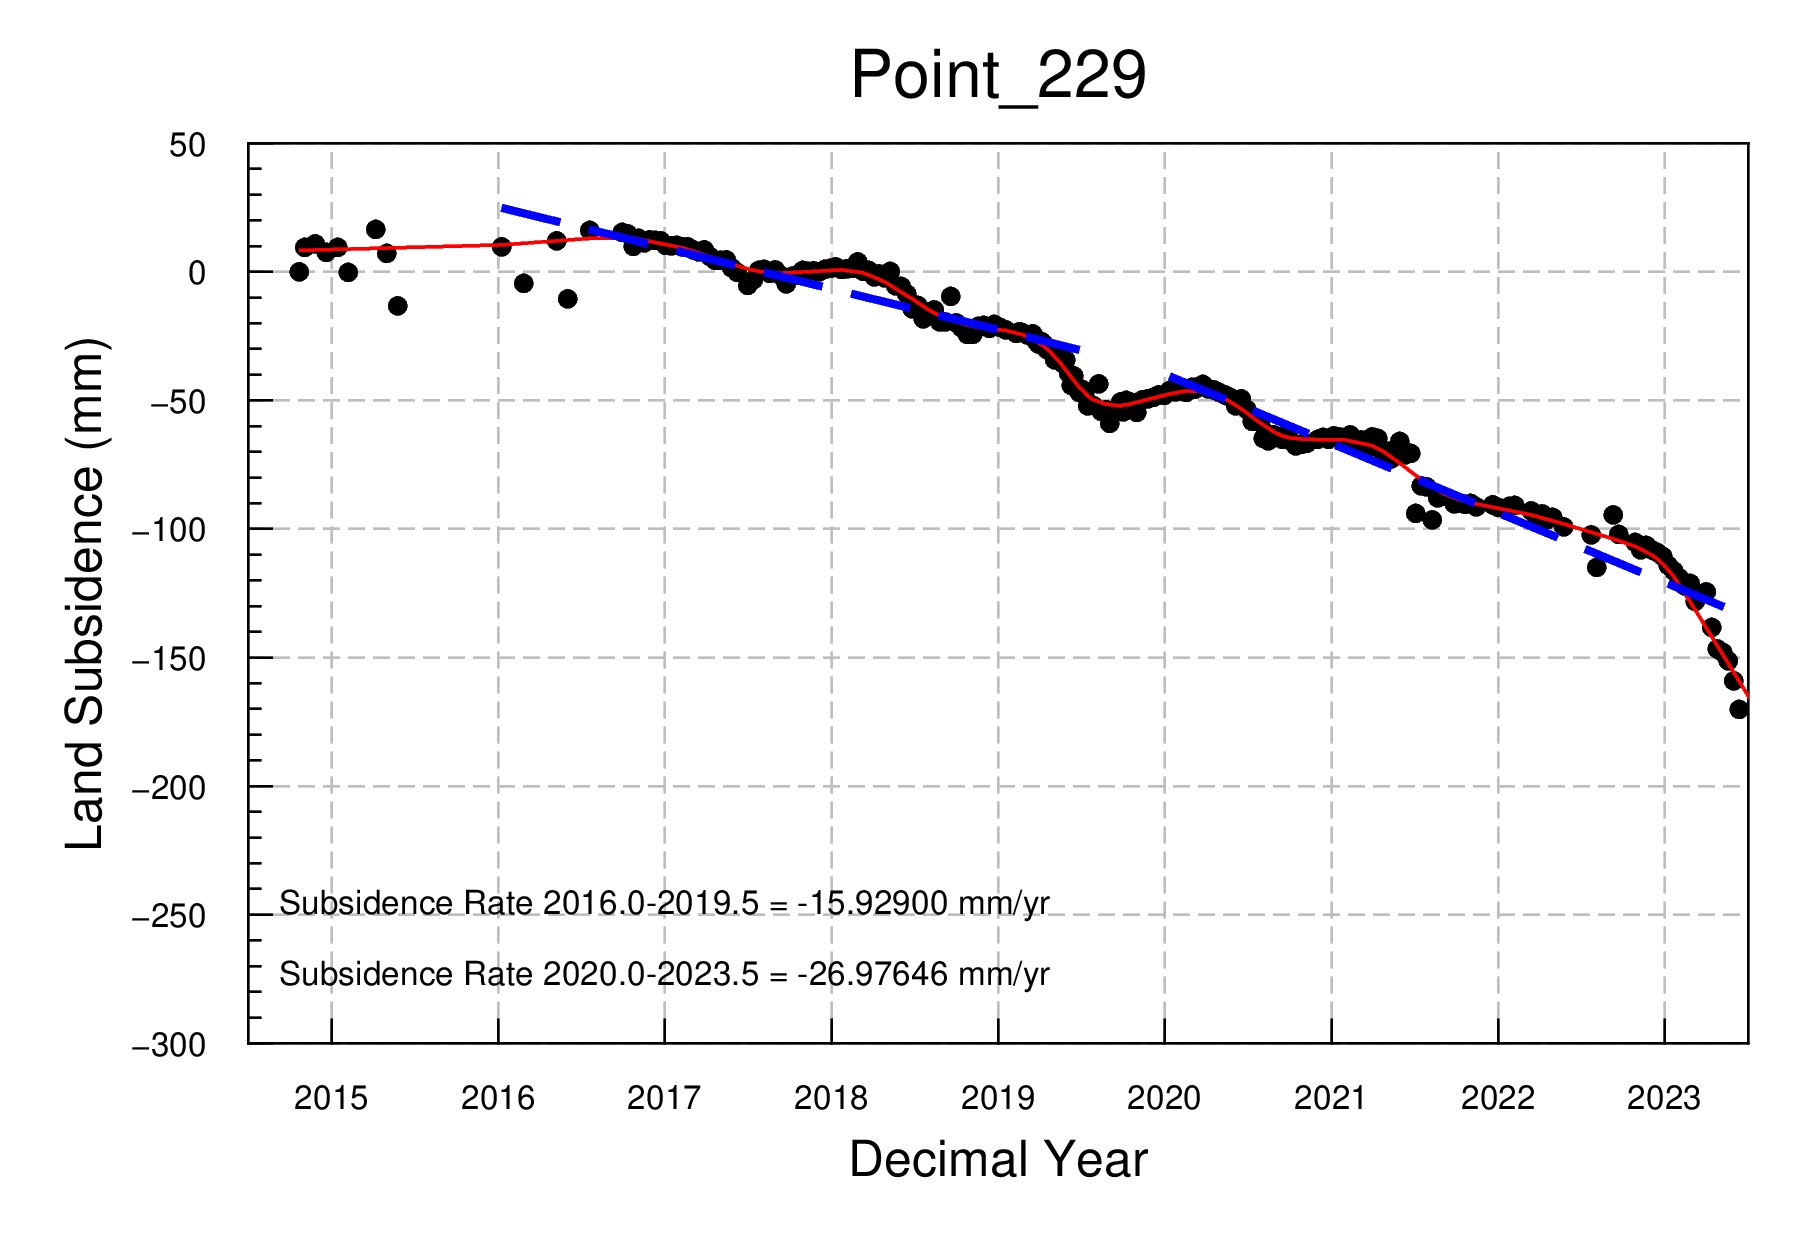 Point_229
50
0
−50
−100
−150
−200
−250
−300
Land Subsidence (mm)
Subsidence Rate 2016.0-2019.5 = -15.92900 mm/yr
Subsidence Rate 2020.0-2023.5 = -26.97646 mm/yr
2015 2016 2017 2018 2019 2020 2021 2022 2023
Decimal Year